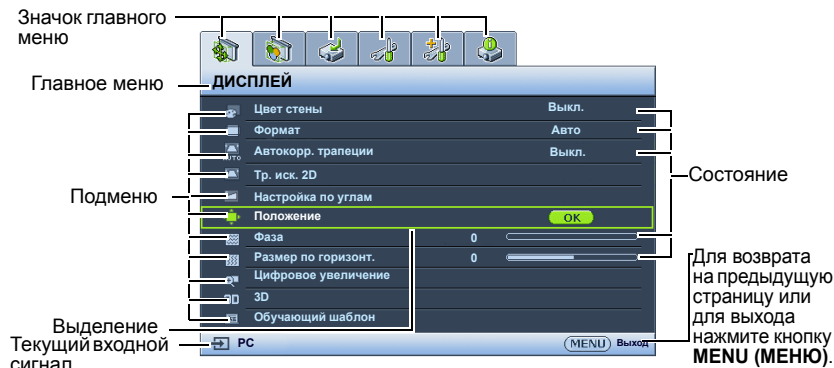 Значок главного
меню
Главное меню
ДИСПЛЕЙ
Цвет стены Выкл.
Формат Авто
AUTO Автокорр. трапеции Выкл.
Тр. иск. 2D
Настройка по углам
Положение OK
Фаза 0
Размер по горизонт. 0
Цифровое увеличение
3D 3D
Обучающий шаблон
Подменю
Состояние
Выделение
Текущий входной
сигнал
PC MENU Выход
Для возврата
на предыдущую
страницу или
для выхода
нажмите кнопку
MENU (МЕНЮ).